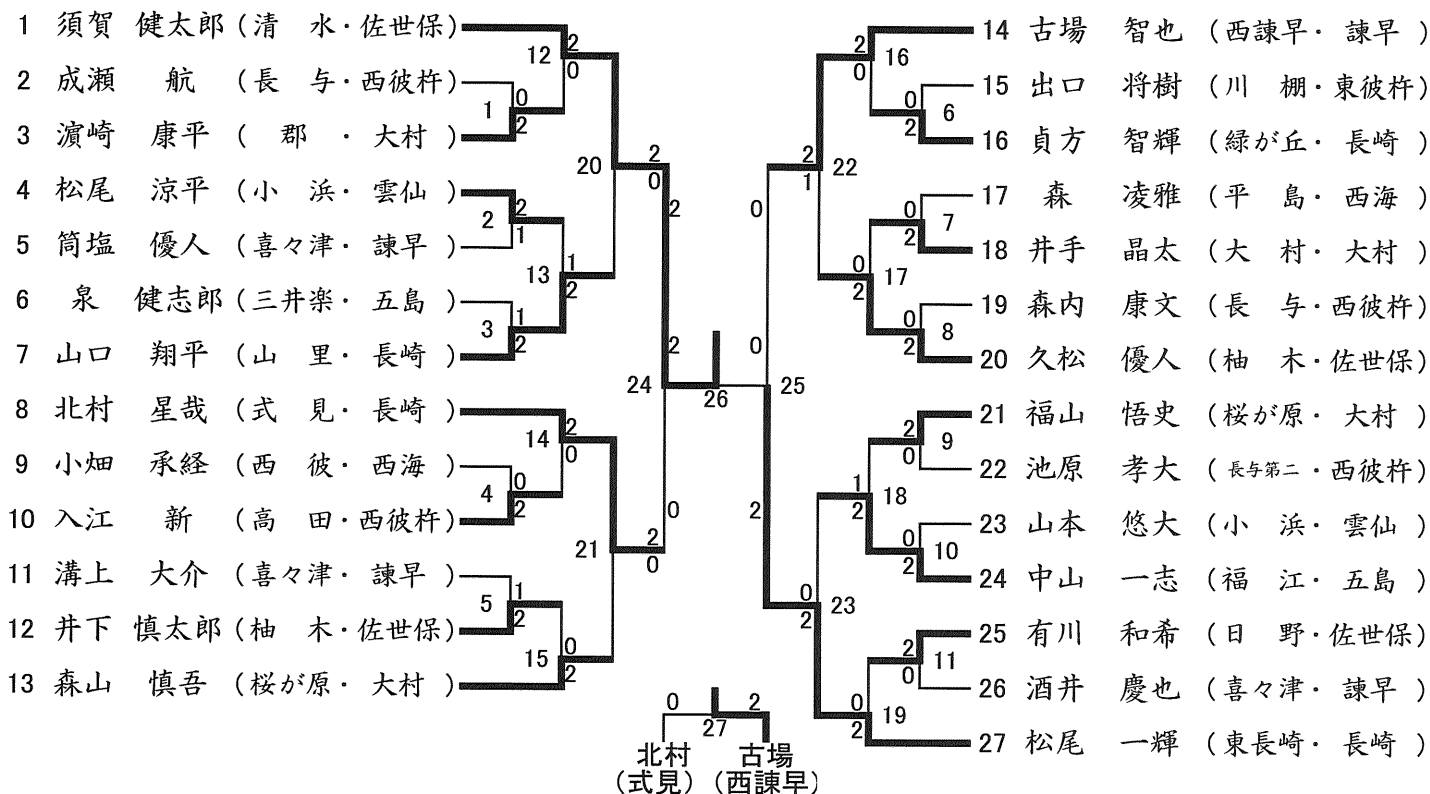 1 須賀 健太郎 (清 水・佐世保)
2 成瀬 航 (長 与・西彼杵)
3 濵崎 康平 ( 郡 ・ 大村 )
4 松尾 涼平 (小 浜・雲仙 )
5 筒塩 優人 (喜々津・ 諫早 )
6 泉 健志郎 (三井楽・ 五島 )
7 山口 翔平 (山 里・長崎 )
8 北村 星哉 (式 見・長崎 )
9 小畑 承経 (西 彼・ 西海 )
10 入江 新 (高 田・西彼杵)
11 溝上 大介 (喜々津・ 諫早 )
12 井下 慎太郎 (柚 木・佐世保)
13 森山 慎吾 (桜が原・ 大村 )
12 2 0
1 0 2
20 2 0
2 2 1
13 1 2
3 1 2
24 2 0
14 2 0
4 0 2
21 2 0
5 1 2
15 0 2
2 26 0
27 0 2
北村 古場
(式見) (西諫早)
2 0 16
0 2 6
2 1 22
0 2 7
0 2 17
0 2 8
0 2 25
2 0 9
1 2 18
0 2 10
0 2 23
2 0 11
0 2 19
14 古場 智也 (西諫早・ 諫早 )
15 出口 将樹 (川 棚・東彼杵)
16 貞方 智輝 (緑が丘・ 長崎 )
17 森 凌雅 (平 島・西海 )
18 井手 晶太 (大 村・大村 )
19 森内 康文 (長 与・西彼杵)
20 久松 優人 (柚 木・佐世保)
21 福山 悟史 (桜が原・ 大村 )
22 池原 孝大 (長与第二・西彼杵)
23 山本 悠大 (小 浜・雲仙 )
24 中山 一志 (福 江・ 五島 )
25 有川 和希 (日 野・佐世保)
26 酒井 慶也 (喜々津・ 諫早 )
27 松尾 一輝 (東長崎・ 長崎 )